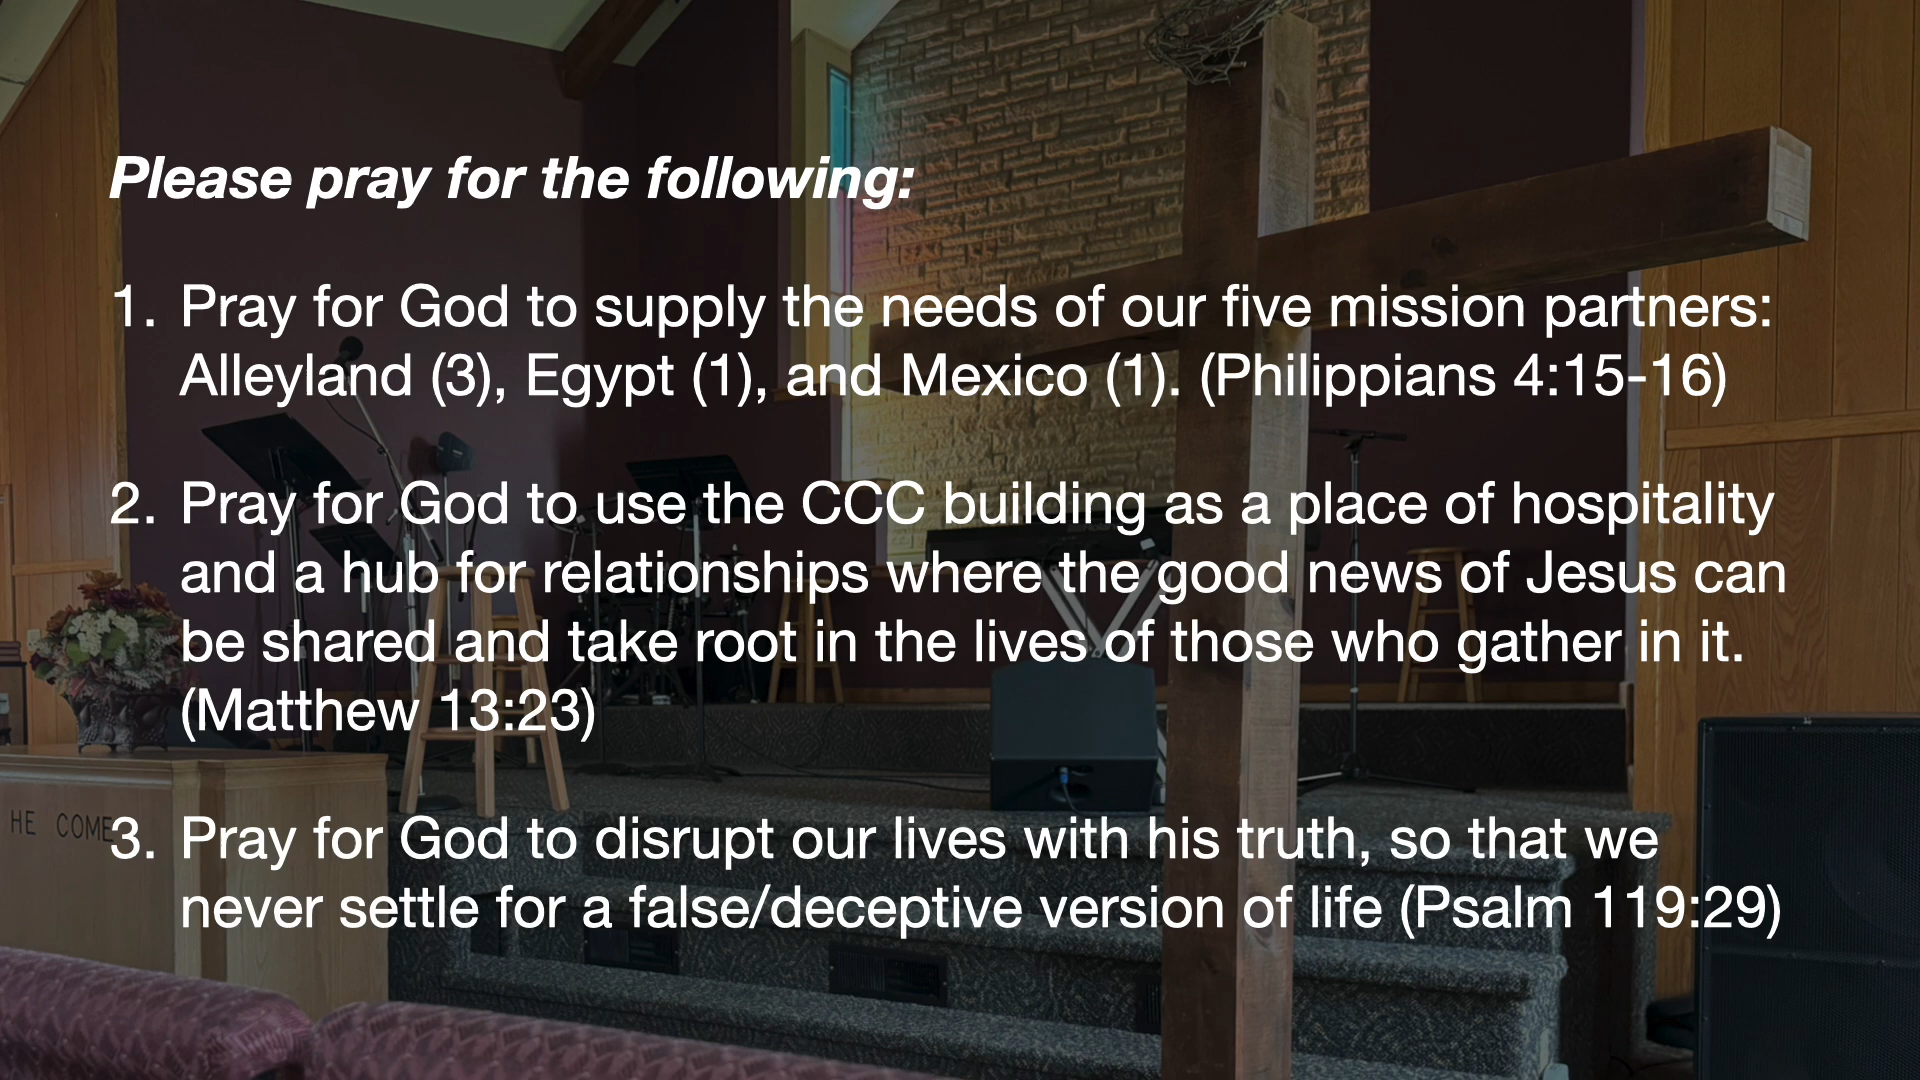 Please pray for the following:
1. Pray for God to supply the needs of our five mission partners:
Alleyland (3), Egypt (1), and Mexico (1). (Philippians 4:15-16)
2. Pray for God to use the CCC building as a place of hospitality
and a hub for relationships where the good news of Jesus can
be shared and take root in the lives of those who gather in it.
(Matthew 13:23)
3. Pray for God to disrupt our lives with his truth, so that we
never settle for a false/deceptive version of life (Psalm 119:29)
HE COME